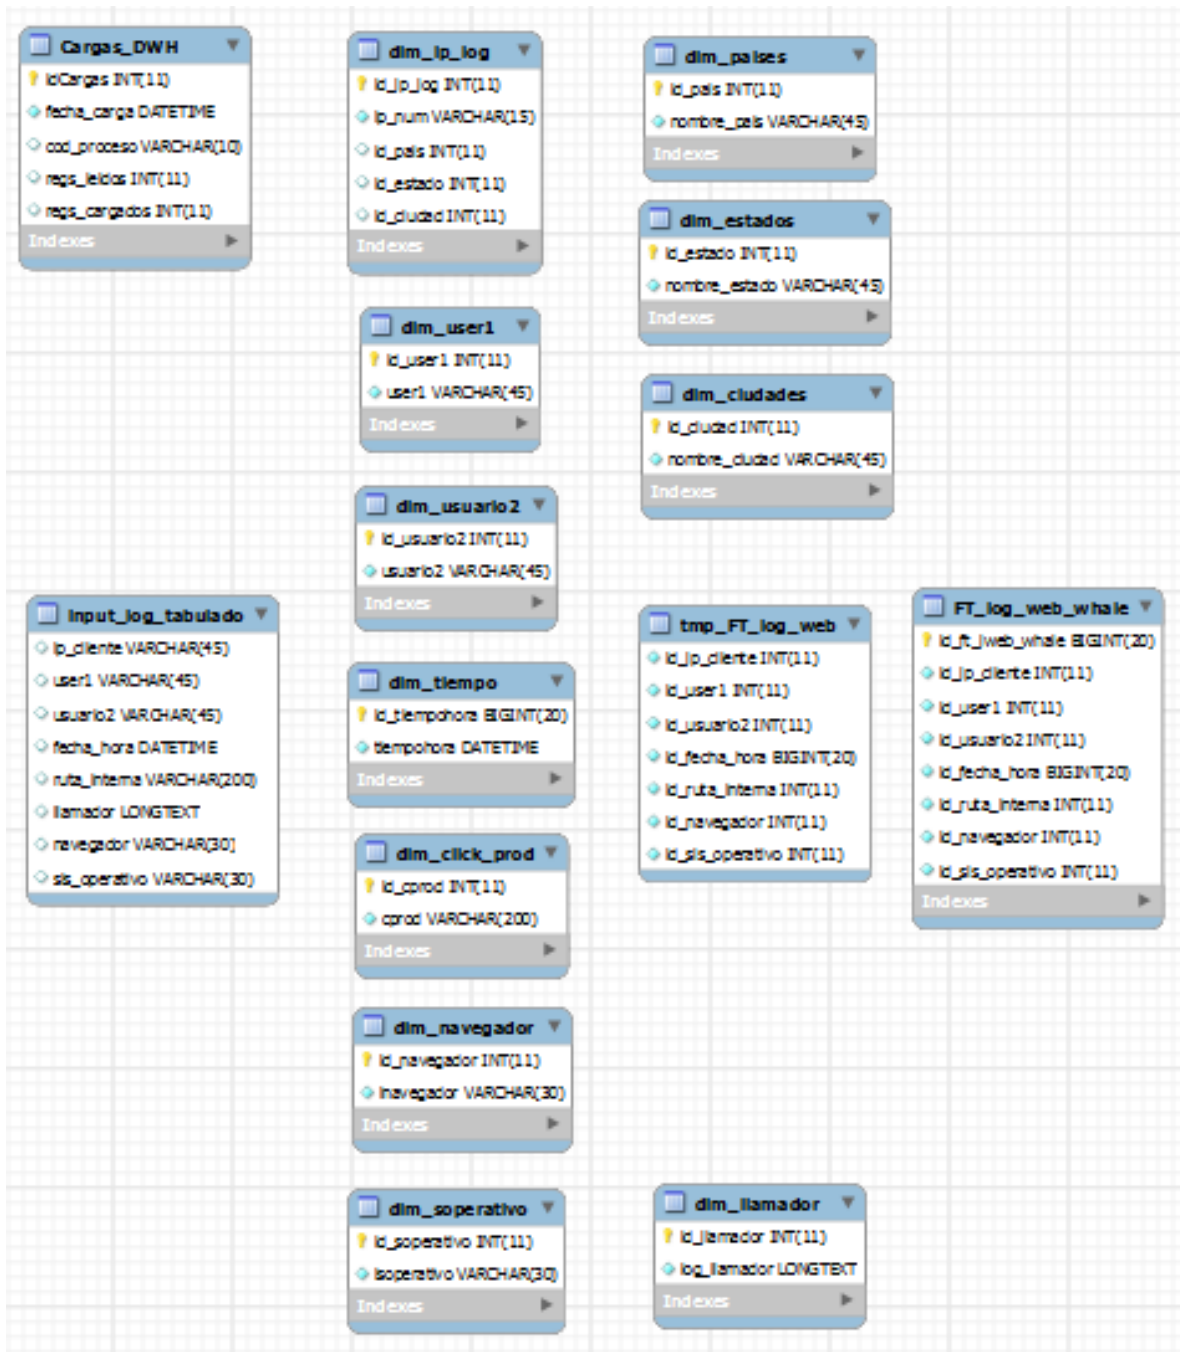 Cargas_DWH
idCargas INT(11)
fecha_carga DATETIME
cod_proceso VARCHAR(10)
regs_leidos INT(11)
regs_cargados INT(11)
Indexes
dim_ip_log
id_ip_log INT(11)
ip_num VARCHAR(15)
id_pais INT(11)
id_estado INT(11)
id_ciudad INT(11)
Indexes
dim_paises
id_pais INT(11)
nombre_pais VARCHAR(45)
Indexes
dim_estados
id_estado INT(11)
nombre_estado VARCHAR(45)
Indexes
dim_user1
id_user1 INT(11)
user1 VARCHAR(45)
Indexes
dim_ciudades
id_ciudad INT(11)
nombre_ciudad VARCHAR(45)
Indexes
dim_usuario2
id_usuario2 INT(11)
usuario2 VARCHAR(45)
Indexes
input_log_tabulado
ip_cliente VARCHAR(45)
user1 VARCHAR(45)
usuario2 VARCHAR(45)
fecha_hora DATETIME
ruta_interna VARCHAR(200)
llamador LONGTEXT
navegador VARCHAR(30)
sis_operativo VARCHAR(30)
dim_tiempo
id_tiempohora BIGINT(20)
tiempohora DATETIME
Indexes
tmp_FT_log_web
id_ip_cliente INT(11)
id_user1 INT(11)
id_usuario2 INT(11)
id_fecha_hora BIGINT(20)
id_ruta_interna INT(11)
id_navegador INT(11)
id_sis_operativo INT(11)
FT_log_web_whale
id_ft_lweb_whale BIGINT(20)
id_ip_cliente INT(11)
id_user1 INT(11)
id_usuario2 INT(11)
id_fecha_hora BIGINT(20)
id_ruta_interna INT(11)
id_navegador INT(11)
id_sis_operativo INT(11)
Indexes
dim_click_prod
id_cprod INT(11)
cprod VARCHAR(200)
Indexes
dim_navegador
id_navegador INT(11)
inavegador VARCHAR(30)
Indexes
dim_soperativo
id_soperativo INT(11)
isoperativo VARCHAR(30)
Indexes
dim_llamador
id_llamador INT(11)
log_llamador LONGTEXT
Indexes